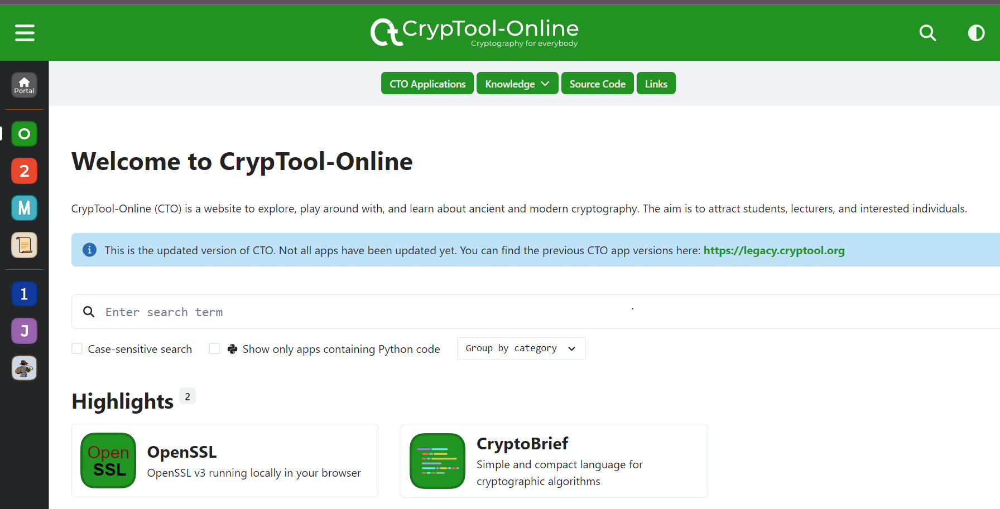 CrypTool-Online
Cryptography for everybody
Portal
CTO Applications
Knowledge
Source Code
Links
O
2
M
1
J
Welcome to CrypTool-Online
CrypTool-Online (CTO) is a website to explore, play around with, and learn about ancient and modern cryptography. The aim is to attract students, lecturers, and interested individuals.
This is the updated version of CTO. Not all apps have been updated yet. You can find the previous CTO app versions here: https://legacy.cryptool.org
Enter search term
Case-sensitive search
Show only apps containing Python code
Group by category
Highlights 2
Open
SSL
OpenSSL
OpenSSL v3 running locally in your browser
CryptoBrief
Simple and compact language for
cryptographic algorithms